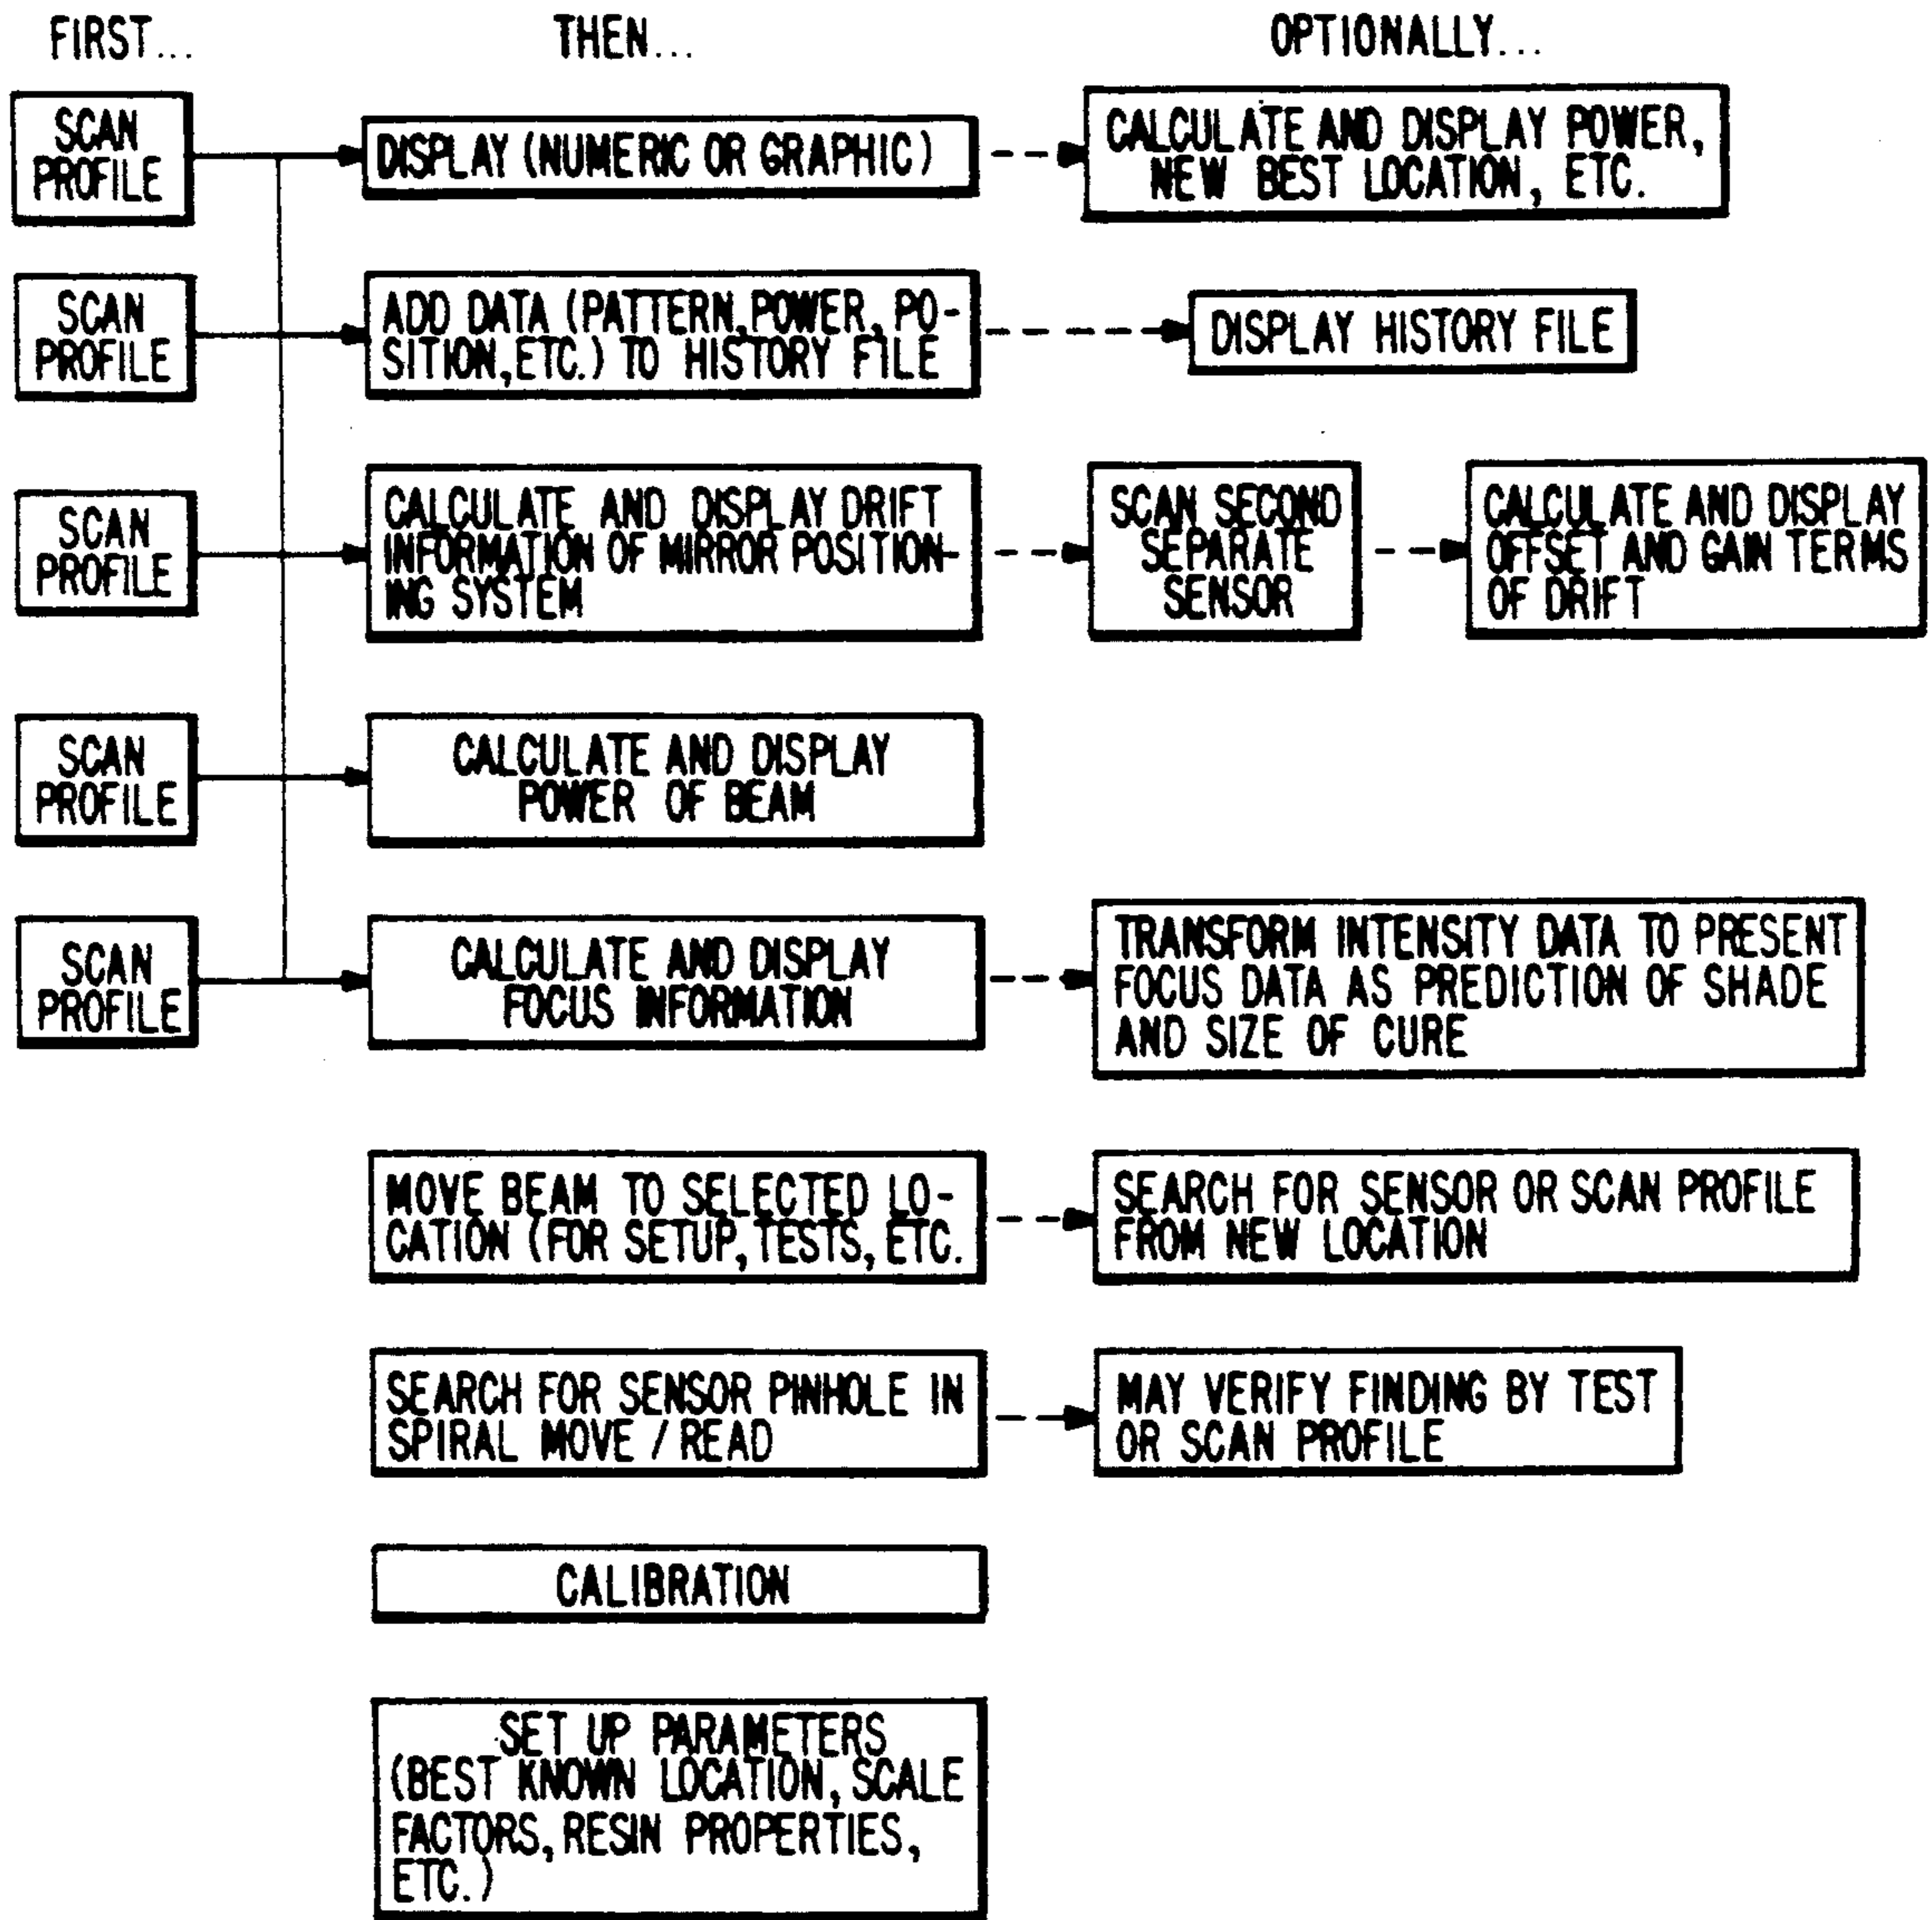 FIRST...
THEN...
OPTIONALLY...
SCAN
PROFILE
DISPLAY (NUMERIC OR GRAPHIC)
CALCULATE AND DISPLAY POWER,
NEW BEST LOCATION, ETC.
SCAN
PROFILE
ADD DATA (PATTERN, POWER, PO-
SITION, ETC.) TO HISTORY FILE
DISPLAY HISTORY FILE
SCAN
PROFILE
CALCULATE AND DISPLAY DRIFT
INFORMATION OF MIRROR POSITION-
ING SYSTEM
SCAN SECOND
SEPARATE
SENSOR
CALCULATE AND DISPLAY
OFFSET AND GAIN TERMS
OF DRIFT
SCAN
PROFILE
CALCULATE AND DISPLAY
POWER OF BEAM
SCAN
PROFILE
CALCULATE AND DISPLAY
FOCUS INFORMATION
TRANSFORM INTENSITY DATA TO PRESENT
FOCUS DATA AS PREDICTION OF SHADE
AND SIZE OF CURE
MOVE BEAM TO SELECTED LO-
CATION (FOR SETUP, TESTS, ETC.
SEARCH FOR SENSOR OR SCAN PROFILE
FROM NEW LOCATION
SEARCH FOR SENSOR PINHOLE IN
SPIRAL MOVE / READ
MAY VERIFY FINDING BY TEST
OR SCAN PROFILE
CALIBRATION
SET UP PARAMETERS
(BEST KNOWN LOCATION, SCALE
FACTORS, RESIN PROPERTIES,
ETC.)